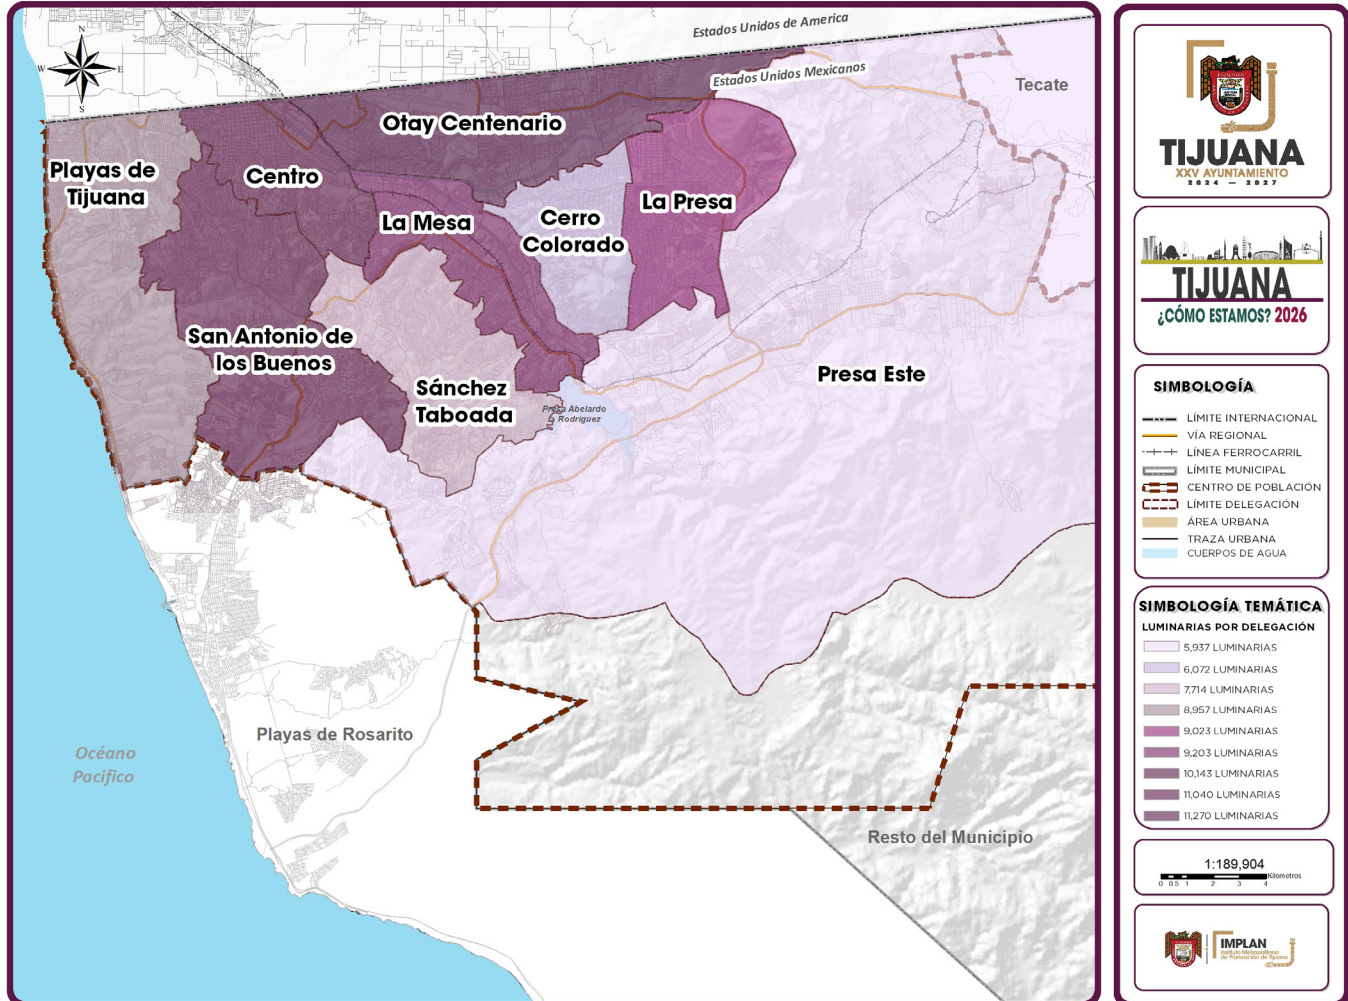 Estados Unidos de America
Estados Unidos Mexicanos
N
W
E
S
Tecate
Otay Centenario
Playas de
Tijuana
Centro
La Mesa
Cerro
Colorado
La Presa
San Antonio de
los Buenos
Sánchez
Taboada
Presa Abelardo
L. Rodriguez
Presa Este
Playas de Rosarito
Océano
Pacifico
Resto del Municipio
TIJUANA
XXV AYUNTAMIENTO
2024 — 2027
TIJUANA
¿CÓMO ESTAMOS? 2026
SIMBOLOGÍA
LÍMITE INTERNACIONAL
VÍA REGIONAL
LÍNEA FERROCARRIL
LÍMITE MUNICIPAL
CENTRO DE POBLACIÓN
LÍMITE DELEGACIÓN
ÁREA URBANA
TRAZA URBANA
CUERPOS DE AGUA
SIMBOLOGÍA TEMÁTICA
LUMINARIAS POR DELEGACIÓN
5,937 LUMINARIAS
6,072 LUMINARIAS
7,714 LUMINARIAS
8,957 LUMINARIAS
9,023 LUMINARIAS
9,203 LUMINARIAS
10,143 LUMINARIAS
11,040 LUMINARIAS
11,270 LUMINARIAS
1:189,904
Kilometros
0 0.5 1 2 3 4
IMPLAN
Instituto Metropolitano
de Planeación de Tijuana